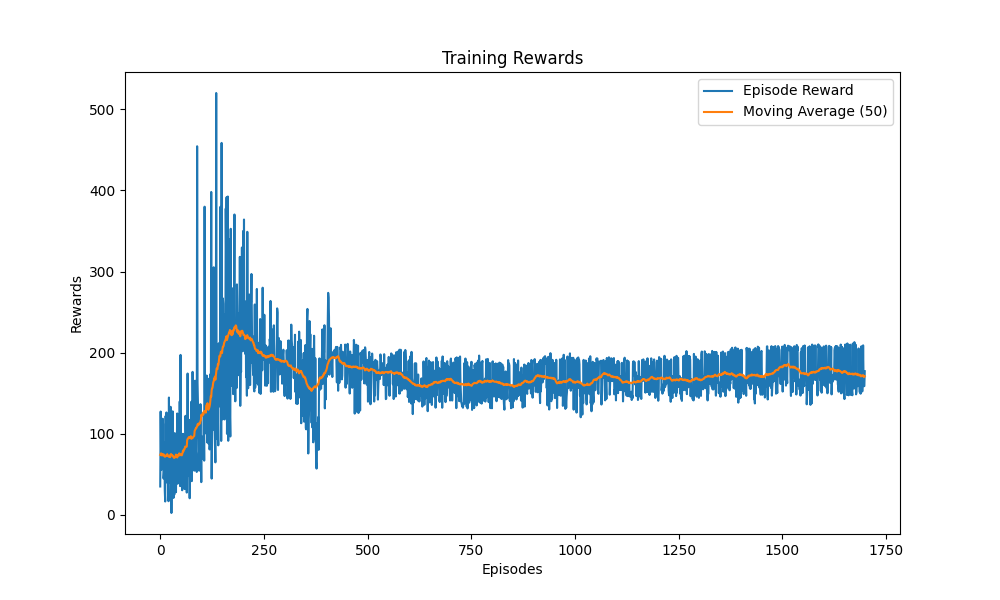 Training Rewards
Episode Reward
Moving Average (50)
500
400
300
200
100
0
Rewards
0 250 500 750 1000 1250 1500 1750
Episodes